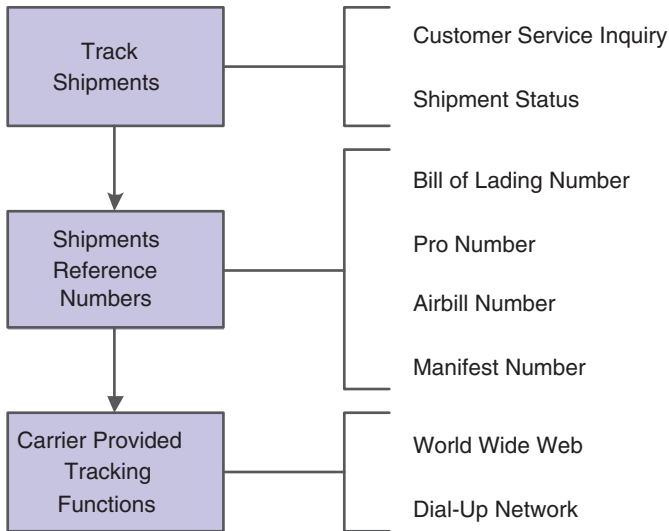 Track
Shipments
Customer Service Inquiry
Shipment Status
Shipments
Reference
Numbers
Bill of Lading Number
Pro Number
Airbill Number
Manifest Number
Carrier Provided
Tracking
Functions
World Wide Web
Dial-Up Network